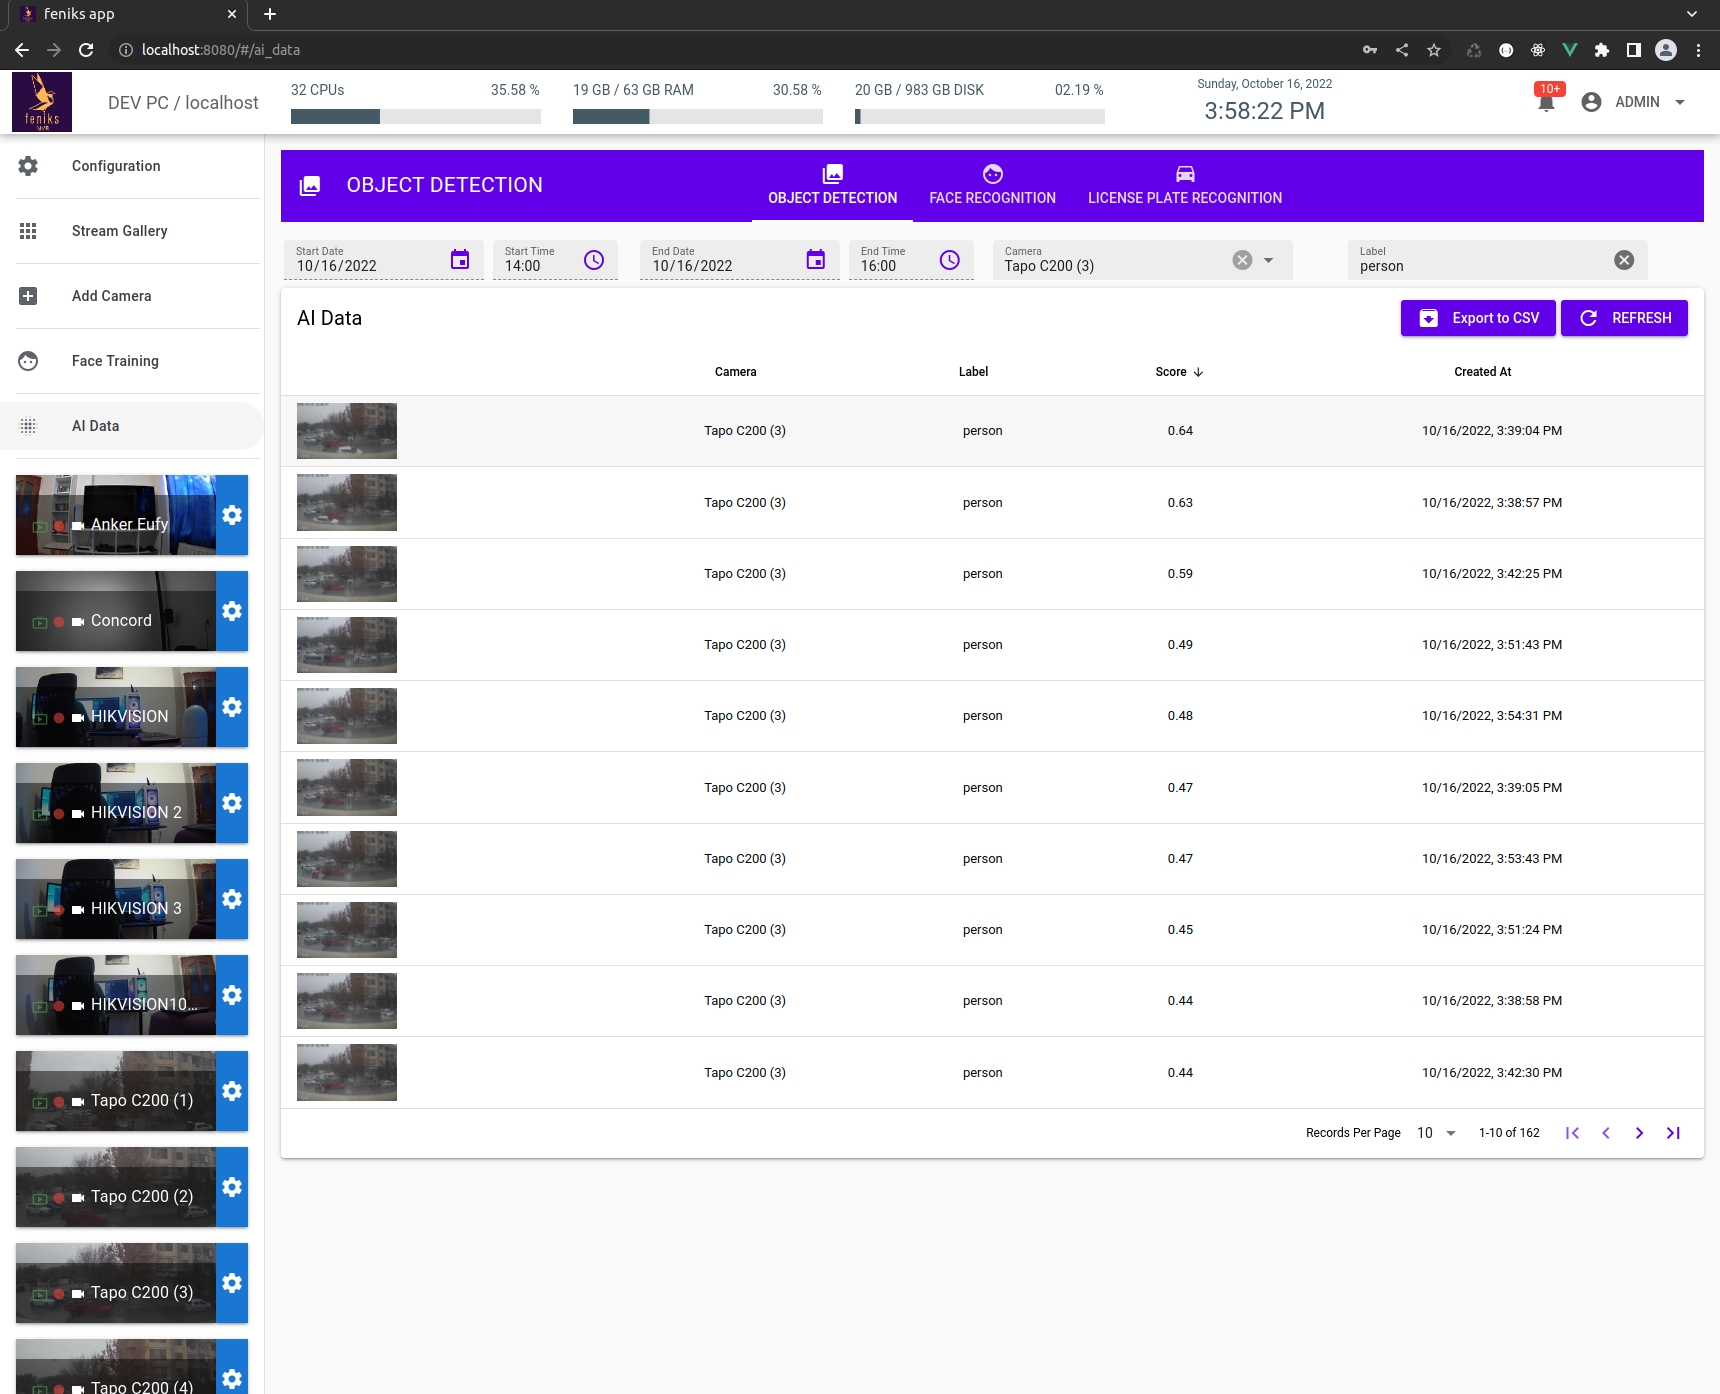 feniks app
localhost:8080/#/ai_data
feniks
DEV PC / localhost
32 CPUs 35.58 %
19 GB / 63 GB RAM 30.58 %
20 GB / 983 GB DISK 02.19 %
Sunday, October 16, 2022
3:58:22 PM
10+
ADMIN
Configuration
Stream Gallery
Add Camera
Face Training
AI Data
Anker Eufy
Concord
HIKVISION
HIKVISION 2
HIKVISION 3
HIKVISION10...
Tapo C200 (1)
Tapo C200 (2)
Tapo C200 (3)
Tapo C200 (4)
OBJECT DETECTION
OBJECT DETECTION
FACE RECOGNITION
LICENSE PLATE RECOGNITION
Start Date
10/16/2022
Start Time
14:00
End Date
10/16/2022
End Time
16:00
Camera
Tapo C200 (3)
Label
person
AI Data
Export to CSV
REFRESH
Camera Label Score Created At
Tapo C200 (3) person 0.64 10/16/2022, 3:39:04 PM
Tapo C200 (3) person 0.63 10/16/2022, 3:38:57 PM
Tapo C200 (3) person 0.59 10/16/2022, 3:42:25 PM
Tapo C200 (3) person 0.49 10/16/2022, 3:51:43 PM
Tapo C200 (3) person 0.48 10/16/2022, 3:54:31 PM
Tapo C200 (3) person 0.47 10/16/2022, 3:39:05 PM
Tapo C200 (3) person 0.47 10/16/2022, 3:53:43 PM
Tapo C200 (3) person 0.45 10/16/2022, 3:51:24 PM
Tapo C200 (3) person 0.44 10/16/2022, 3:38:58 PM
Tapo C200 (3) person 0.44 10/16/2022, 3:42:30 PM
Records Per Page 10 1-10 of 162